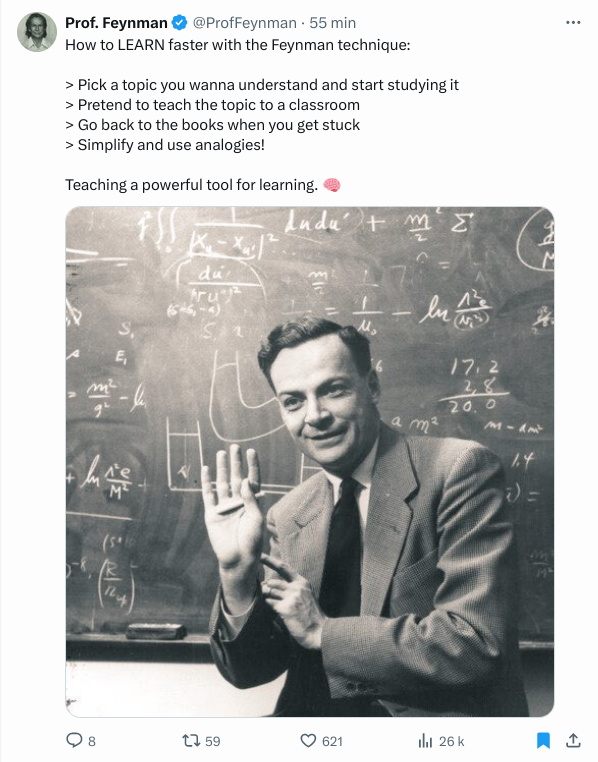 Prof. Feynman @ProfFeynman · 55 min
How to LEARN faster with the Feynman technique:
> Pick a topic you wanna understand and start studying it
> Pretend to teach the topic to a classroom
> Go back to the books when you get stuck
> Simplify and use analogies!
Teaching a powerful tool for learning. 🧠
17.2
2,8
20.0
8 59 621 26 k